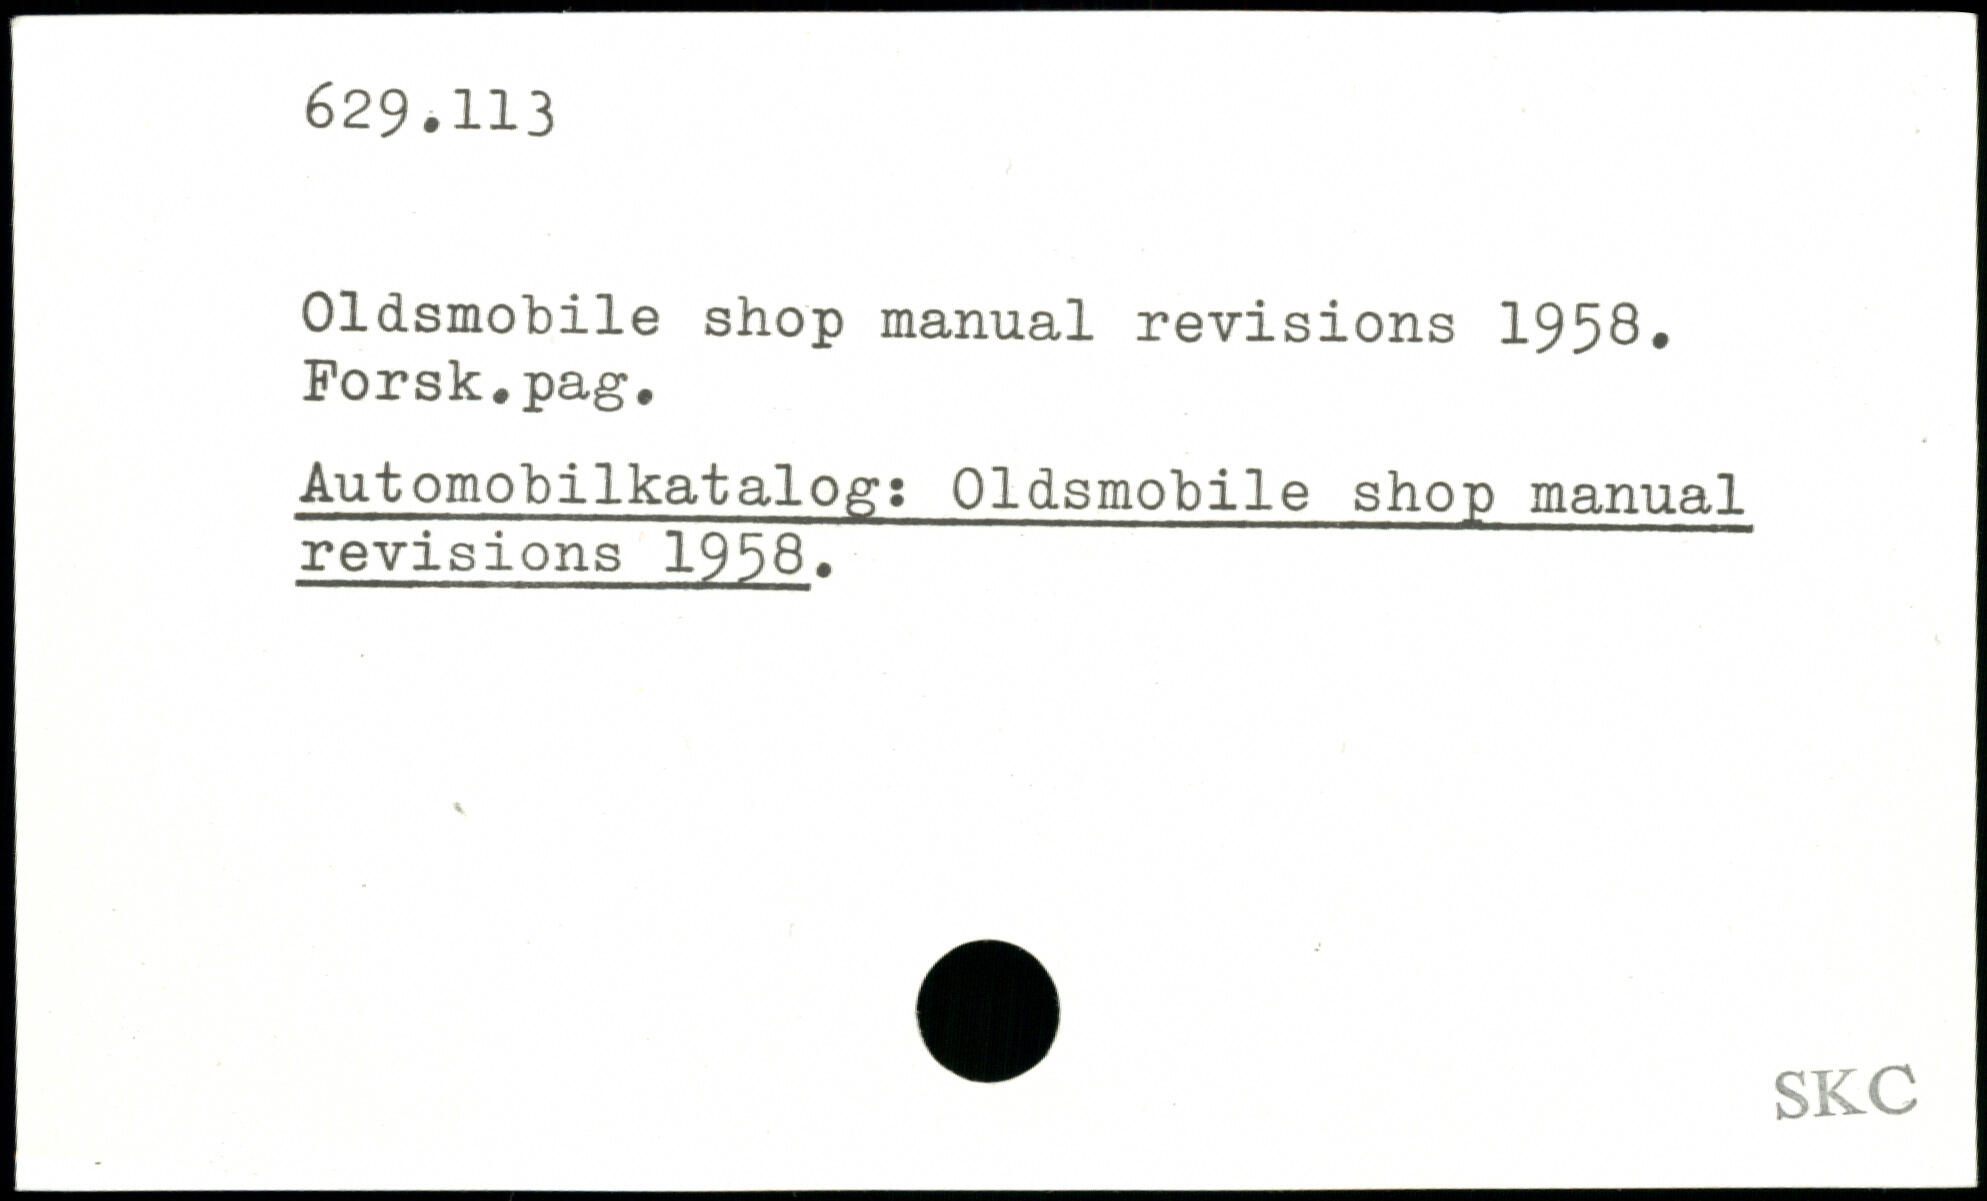 629.113
Oldsmobile shop manual revisions 1958.
Forsk.pag.
Automobilkatalog: Oldsmobile shop manual
revisions 1958.
SKC